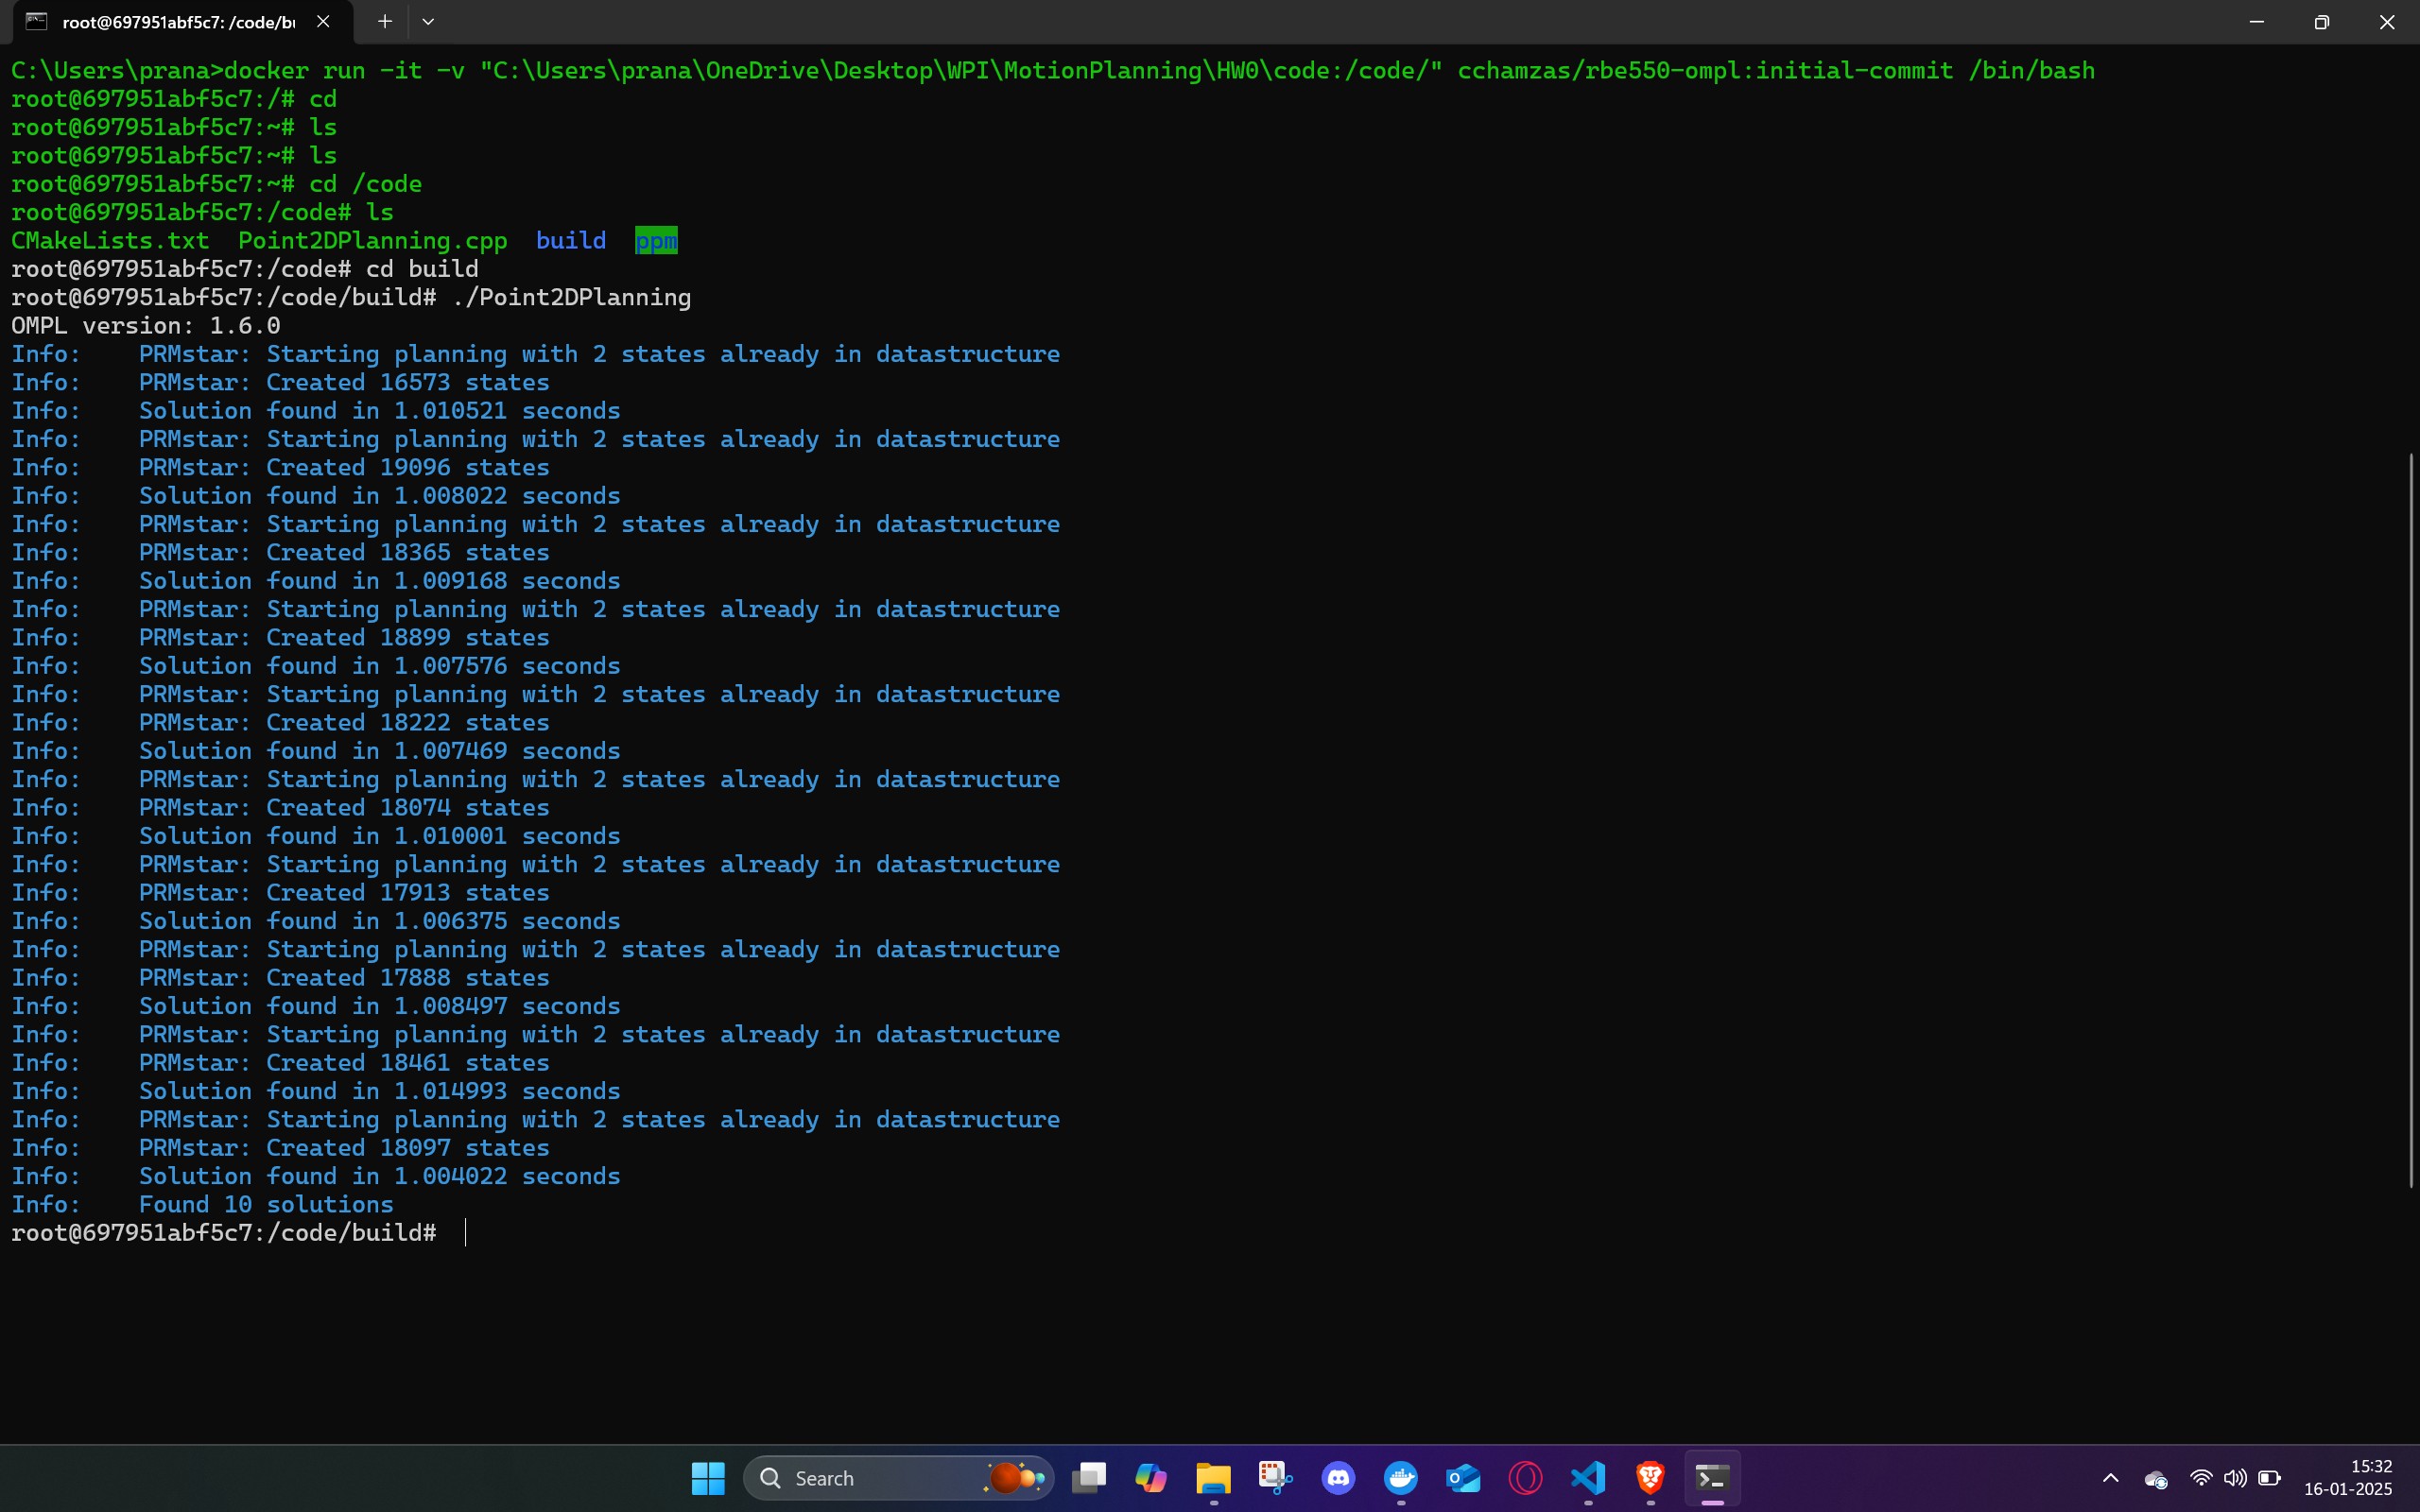 root@697951abf5c7: /code/bu
C:\Users\prana>docker run -it -v "C:\Users\prana\OneDrive\Desktop\WPI\MotionPlanning\HW0\code:/code/" cchamzas/rbe550-ompl:initial-commit /bin/bash
root@697951abf5c7:/# cd
root@697951abf5c7:~# ls
root@697951abf5c7:~# ls
root@697951abf5c7:~# cd /code
root@697951abf5c7:/code# ls
CMakeLists.txt  Point2DPlanning.cpp  build  ppm
root@697951abf5c7:/code# cd build
root@697951abf5c7:/code/build# ./Point2DPlanning
OMPL version: 1.6.0
Info:    PRMstar: Starting planning with 2 states already in datastructure
Info:    PRMstar: Created 16573 states
Info:    Solution found in 1.010521 seconds
Info:    PRMstar: Starting planning with 2 states already in datastructure
Info:    PRMstar: Created 19096 states
Info:    Solution found in 1.008022 seconds
Info:    PRMstar: Starting planning with 2 states already in datastructure
Info:    PRMstar: Created 18365 states
Info:    Solution found in 1.009168 seconds
Info:    PRMstar: Starting planning with 2 states already in datastructure
Info:    PRMstar: Created 18899 states
Info:    Solution found in 1.007576 seconds
Info:    PRMstar: Starting planning with 2 states already in datastructure
Info:    PRMstar: Created 18222 states
Info:    Solution found in 1.007469 seconds
Info:    PRMstar: Starting planning with 2 states already in datastructure
Info:    PRMstar: Created 18074 states
Info:    Solution found in 1.010001 seconds
Info:    PRMstar: Starting planning with 2 states already in datastructure
Info:    PRMstar: Created 17913 states
Info:    Solution found in 1.006375 seconds
Info:    PRMstar: Starting planning with 2 states already in datastructure
Info:    PRMstar: Created 17888 states
Info:    Solution found in 1.008497 seconds
Info:    PRMstar: Starting planning with 2 states already in datastructure
Info:    PRMstar: Created 18461 states
Info:    Solution found in 1.014993 seconds
Info:    PRMstar: Starting planning with 2 states already in datastructure
Info:    PRMstar: Created 18097 states
Info:    Solution found in 1.004022 seconds
Info:    Found 10 solutions
root@697951abf5c7:/code/build#
Search
15:32
16-01-2025